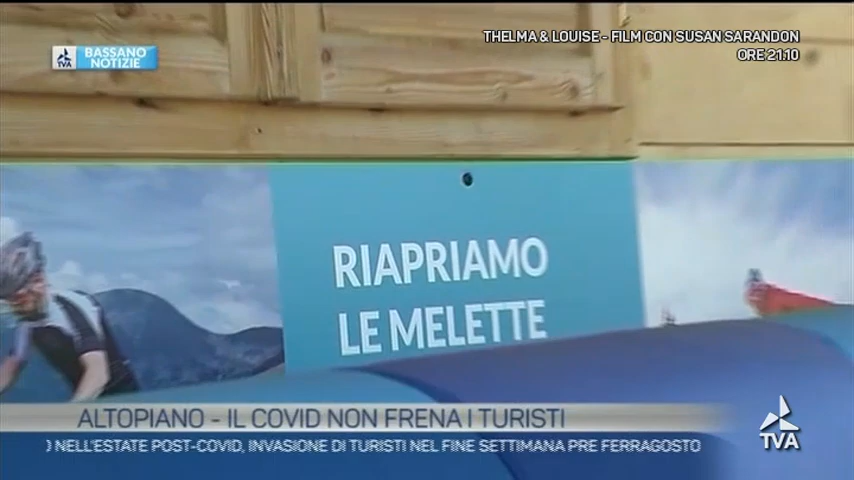 THELMA & LOUISE - FILM CON SUSAN SARANDON
ORE 21.10
TVA
BASSANO
NOTIZIE
RIAPRIAMO
LE MELETTE
ALTOPIANO - IL COVID NON FRENA I TURISTI
NELL'ESTATE POST-COVID, INVASIONE DI TURISTI NEL FINE SETTIMANA PRE FERRAGOSTO
TVA